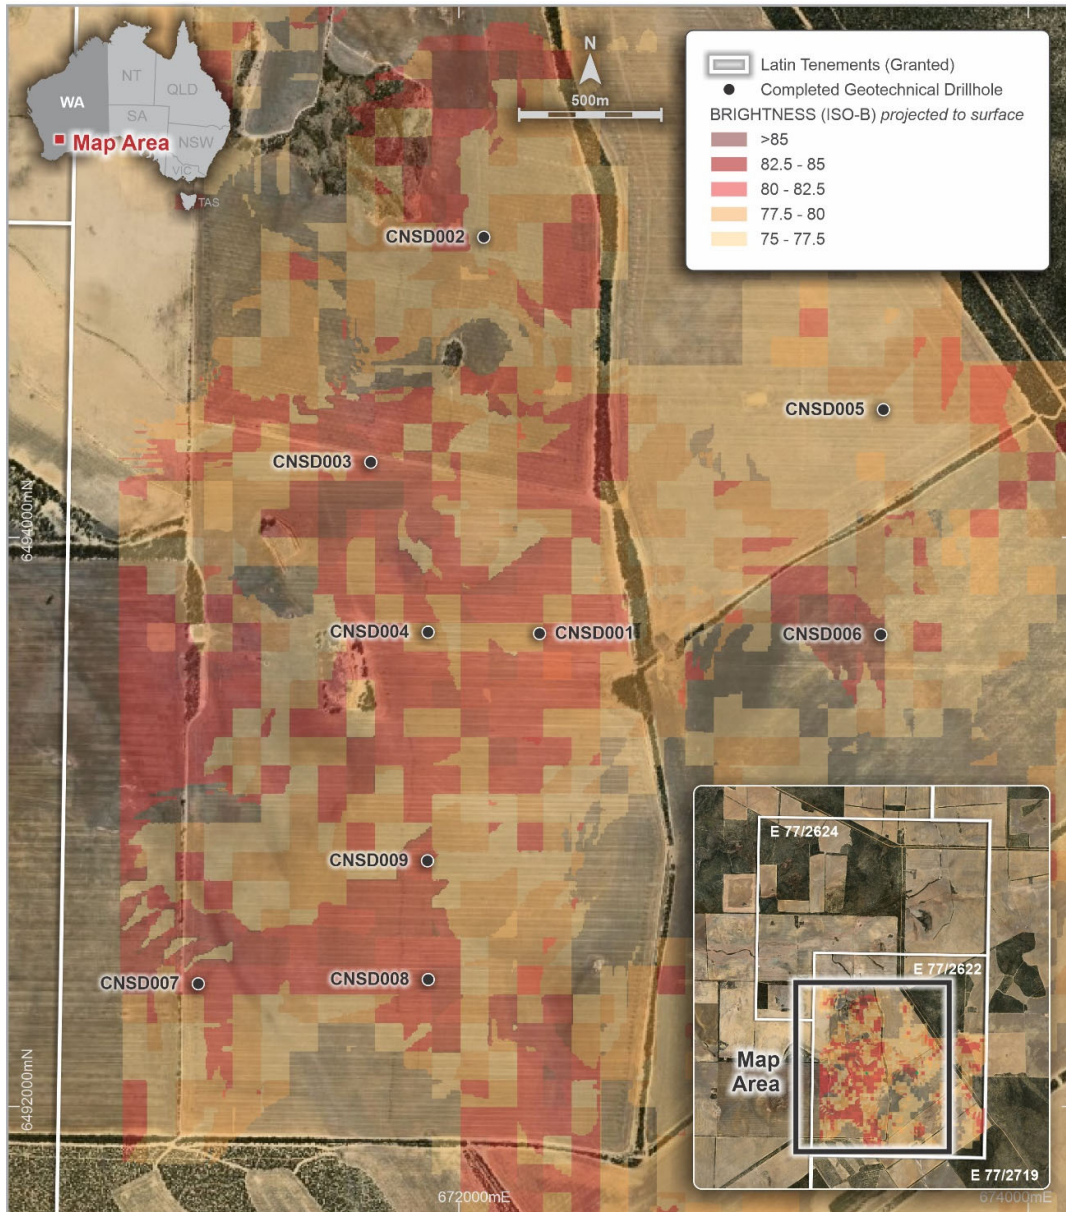 NT
QLD
WA
SA
NSW
VIC
TAS
Map Area
N
500m
Latin Tenements (Granted)
Completed Geotechnical Drillhole
BRIGHTNESS (ISO-B) projected to surface
>85
82.5 - 85
80 - 82.5
77.5 - 80
75 - 77.5
CNSD002
CNSD005
CNSD003
6494000mN
CNSD004
CNSD001
CNSD006
CNSD009
CNSD007
CNSD008
6492000mN
672000mE
674000mE
E 77/2624
E 77/2622
Map
Area
E 77/2719